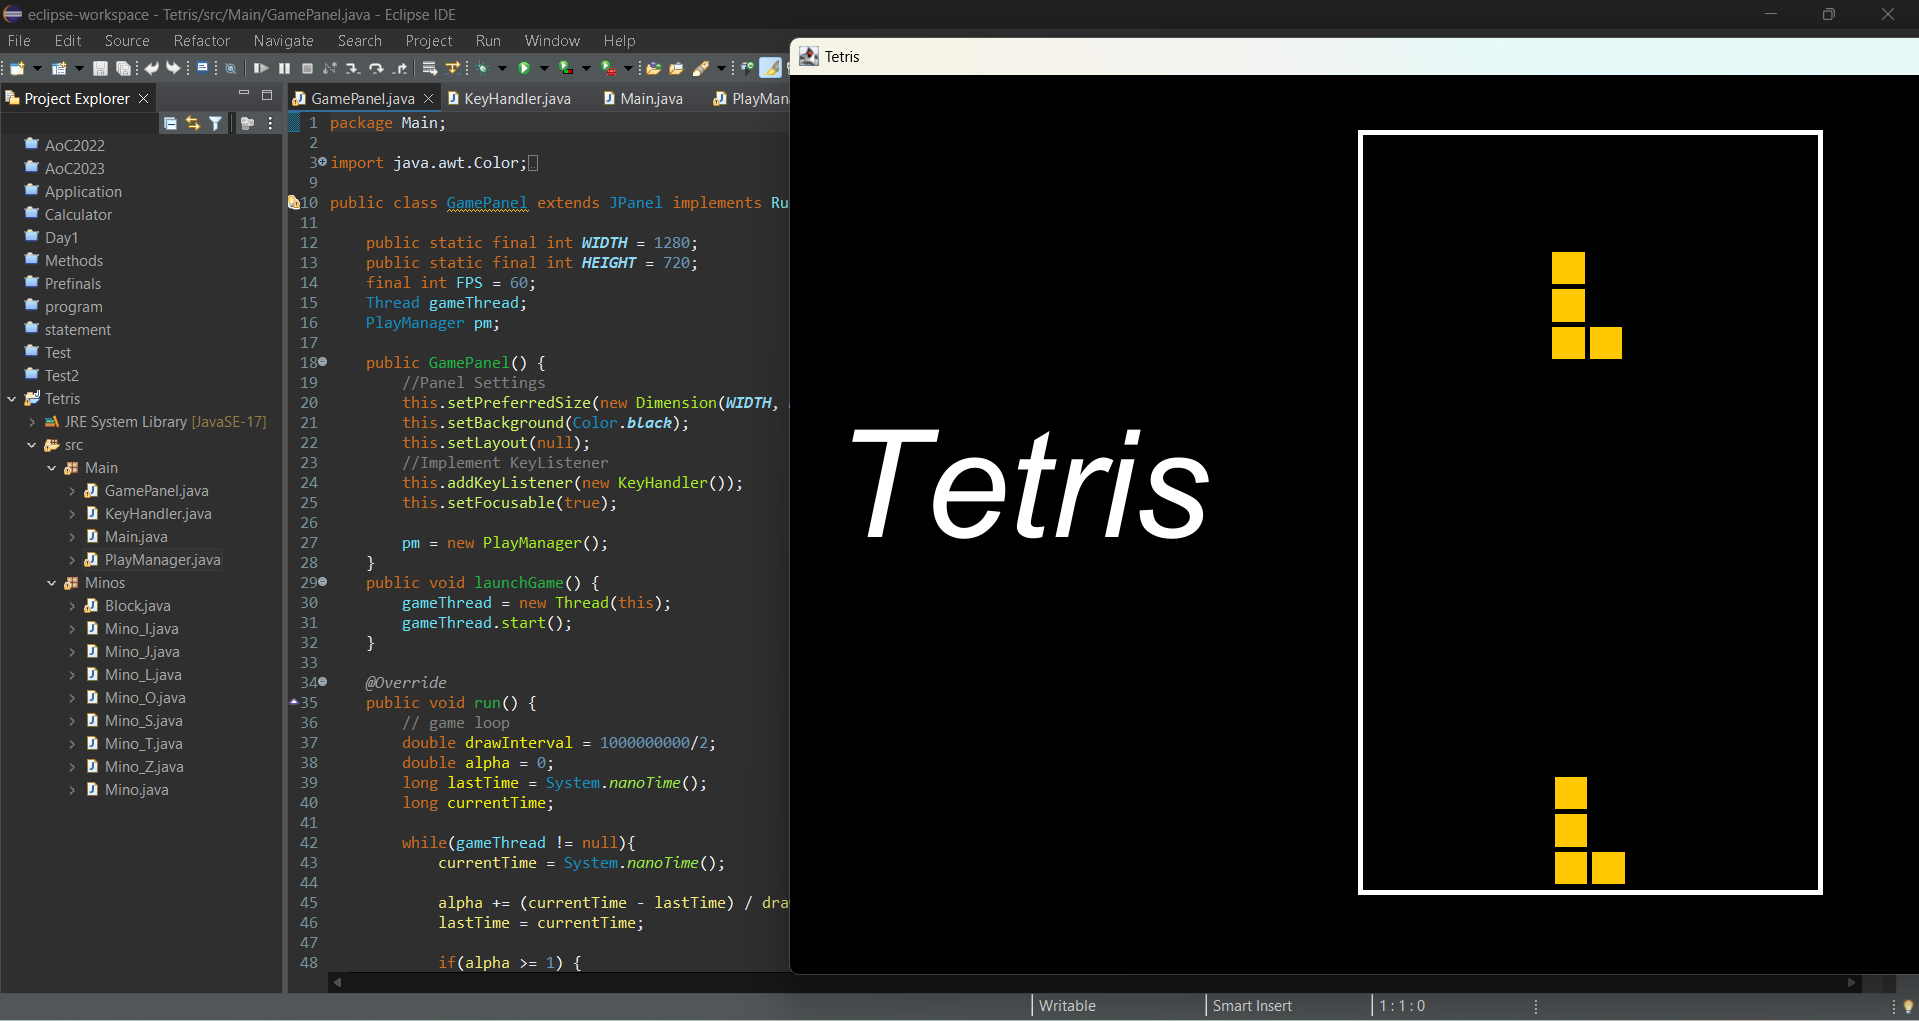 eclipse-workspace - Tetris/src/Main/GamePanel.java - Eclipse IDE
File Edit Source Refactor Navigate Search Project Run Window Help
Project Explorer
AoC2022
AoC2023
Application
Calculator
Day1
Methods
Prefinals
program
statement
Test
Test2
Tetris
JRE System Library [JavaSE-17]
src
Main
GamePanel.java
KeyHandler.java
Main.java
PlayManager.java
Minos
Block.java
Mino_I.java
Mino_J.java
Mino_L.java
Mino_O.java
Mino_S.java
Mino_T.java
Mino_Z.java
Mino.java
GamePanel.java KeyHandler.java Main.java PlayMan
1 package Main;
2
3 import java.awt.Color;
9
10 public class GamePanel extends JPanel implements Ru
11
12 public static final int WIDTH = 1280;
13 public static final int HEIGHT = 720;
14 final int FPS = 60;
15 Thread gameThread;
16 PlayManager pm;
17
18 public GamePanel() {
19 //Panel Settings
20 this.setPreferredSize(new Dimension(WIDTH,
21 this.setBackground(Color.black);
22 this.setLayout(null);
23 //Implement KeyListener
24 this.addKeyListener(new KeyHandler());
25 this.setFocusable(true);
26
27 pm = new PlayManager();
28 }
29 public void launchGame() {
30 gameThread = new Thread(this);
31 gameThread.start();
32 }
33
34 @Override
35 public void run() {
36 // game loop
37 double drawInterval = 1000000000/2;
38 double alpha = 0;
39 long lastTime = System.nanoTime();
40 long currentTime;
41
42 while(gameThread != null){
43 currentTime = System.nanoTime();
44
45 alpha += (currentTime - lastTime) / dra
46 lastTime = currentTime;
47
48 if(alpha >= 1) {
Tetris
Tetris
Writable Smart Insert 1 : 1 : 0